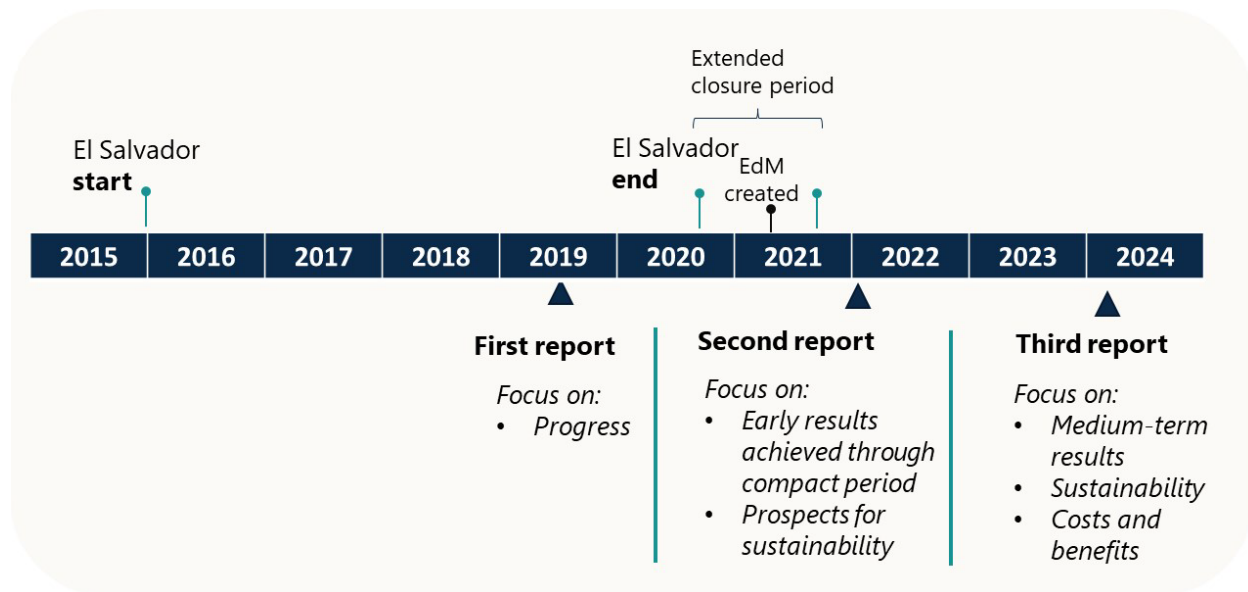 Extended
closure period
El Salvador
start
El Salvador
end
EdM
created
2015 2016 2017 2018 2019 2020 2021 2022 2023 2024
First report
Focus on:
• Progress
Second report
Focus on:
• Early results
achieved through
compact period
• Prospects for
sustainability
Third report
Focus on:
• Medium-term
results
• Sustainability
• Costs and
benefits